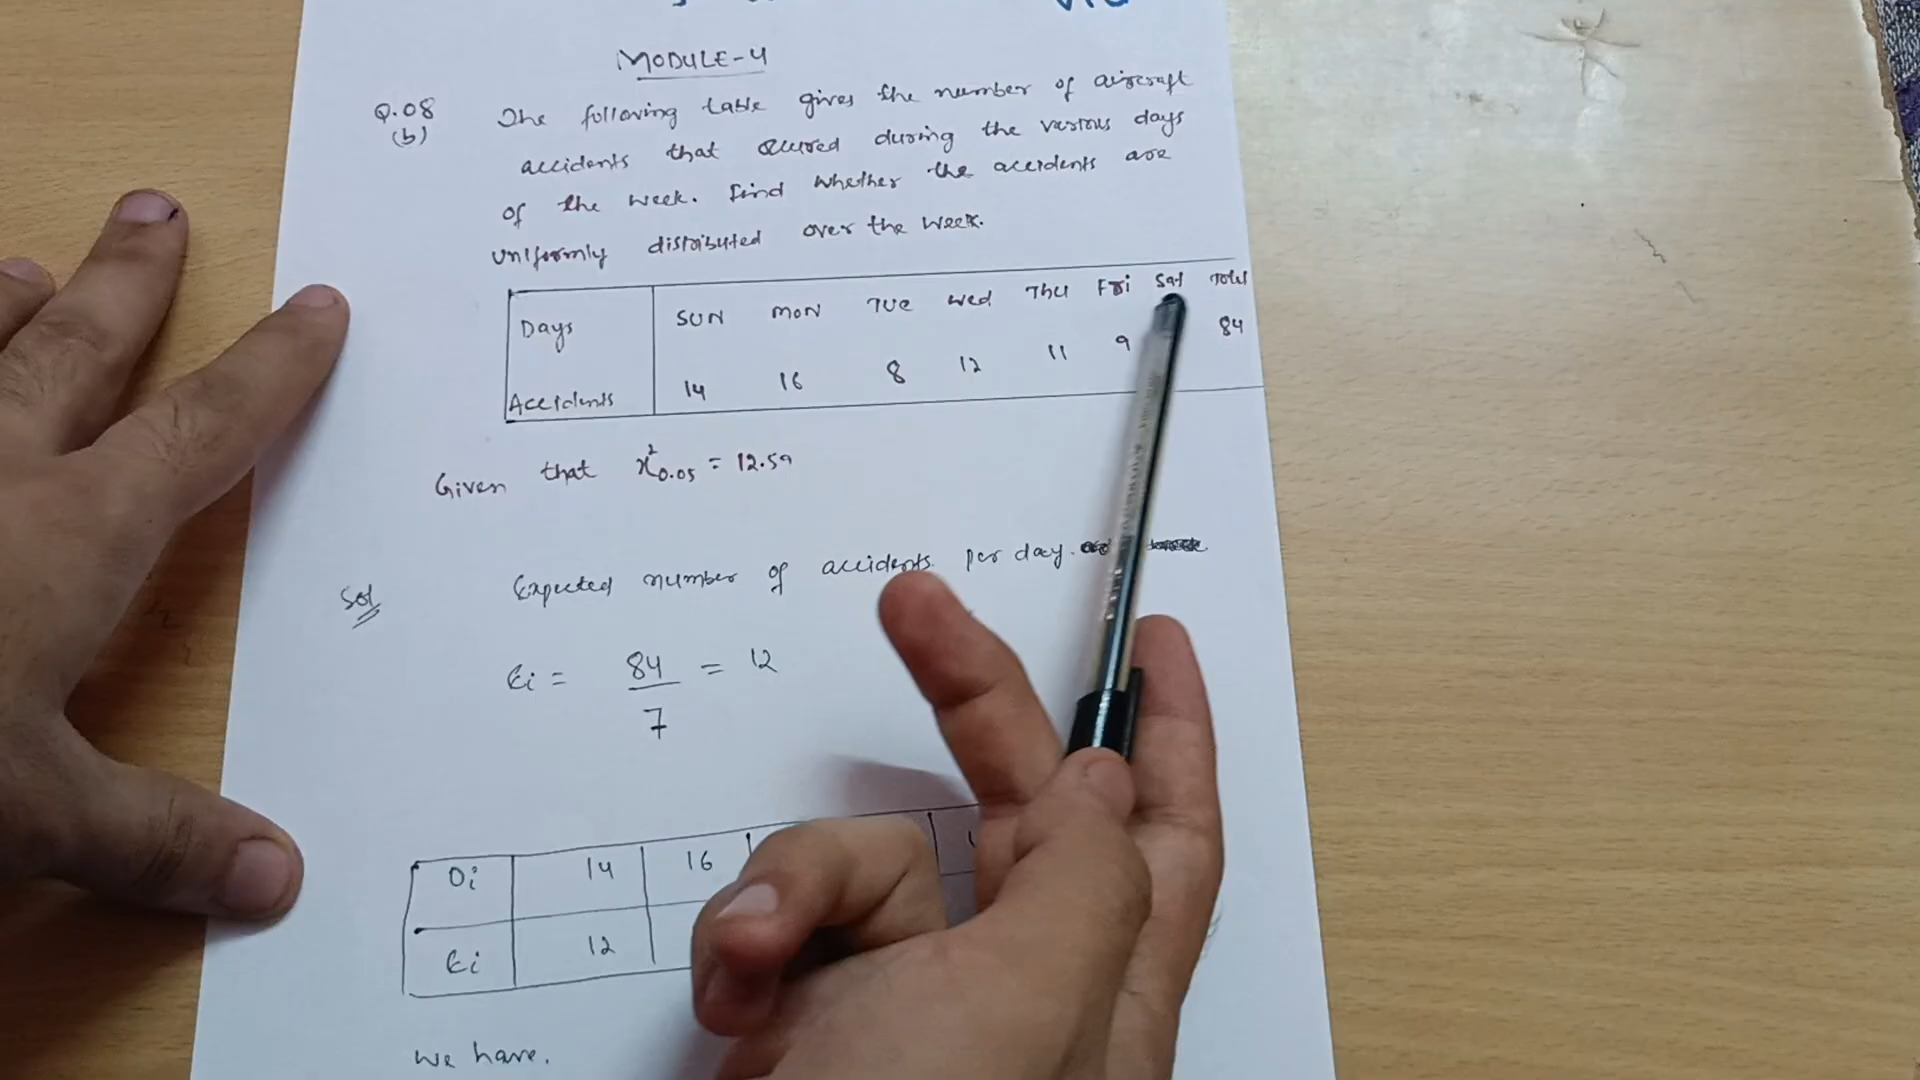 MODULE-4
Q.08 The following table gives the number of aircraft
(b) accidents that occured during the various days
of the week. Find whether the accidents are
uniformly distributed over the week.
Days SUN MON TUE Wed Thu Fri Sat Total
Accidents 14 16 8 12 11 9 84
Given that x²0.05 = 12.59
Sol Expected number of accidents per day.
Ei = 84/7 = 12
Oi 14 16
Ei 12
We have.